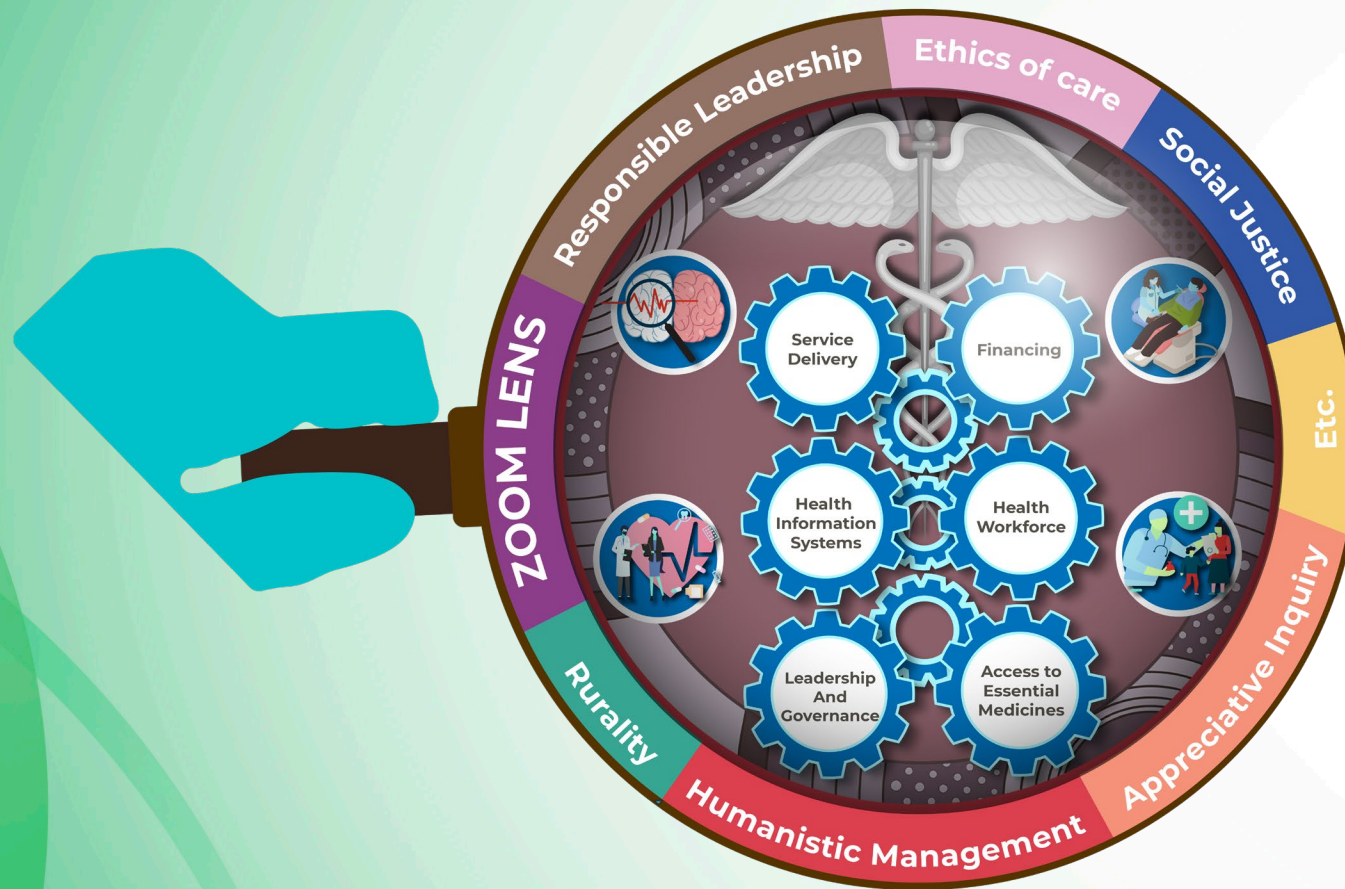 ZOOM LENS
Responsible Leadership
Ethics of care
Social Justice
Etc.
Appreciative Inquiry
Humanistic Management
Rurality
Service
Delivery
Financing
Health
Information
Systems
Health
Workforce
Leadership
And
Governance
Access to
Essential
Medicines